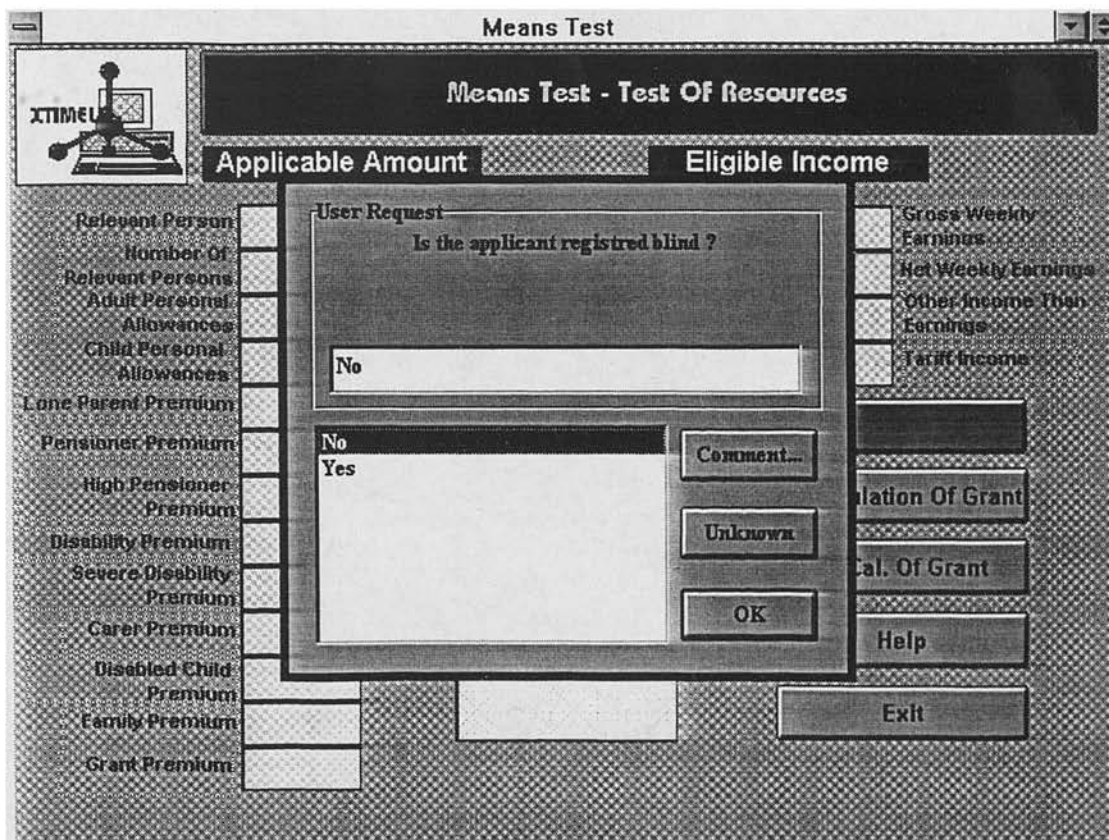 Means Test
XTIMEL
Means Test - Test Of Resources
Applicable Amount
Eligible Income
Relevant Person
Number Of
Relevant Persons
Adult Personal
Allowances
Child Personal
Allowances
Lone Parent Premium
Pensioner Premium
High Pensioner
Premium
Disability Premium
Severe Disability
Premium
Carer Premium
Disabled Child
Premium
Family Premium
Grant Premium
User Request
Is the applicant registred blind ?
No
No
Yes
Comment...
Unknown
OK
Gross Weekly
Earnings
Net Weekly Earnings
Other Income Than
Earnings
Tariff Income
lation Of Grant
Cal. Of Grant
Help
Exit